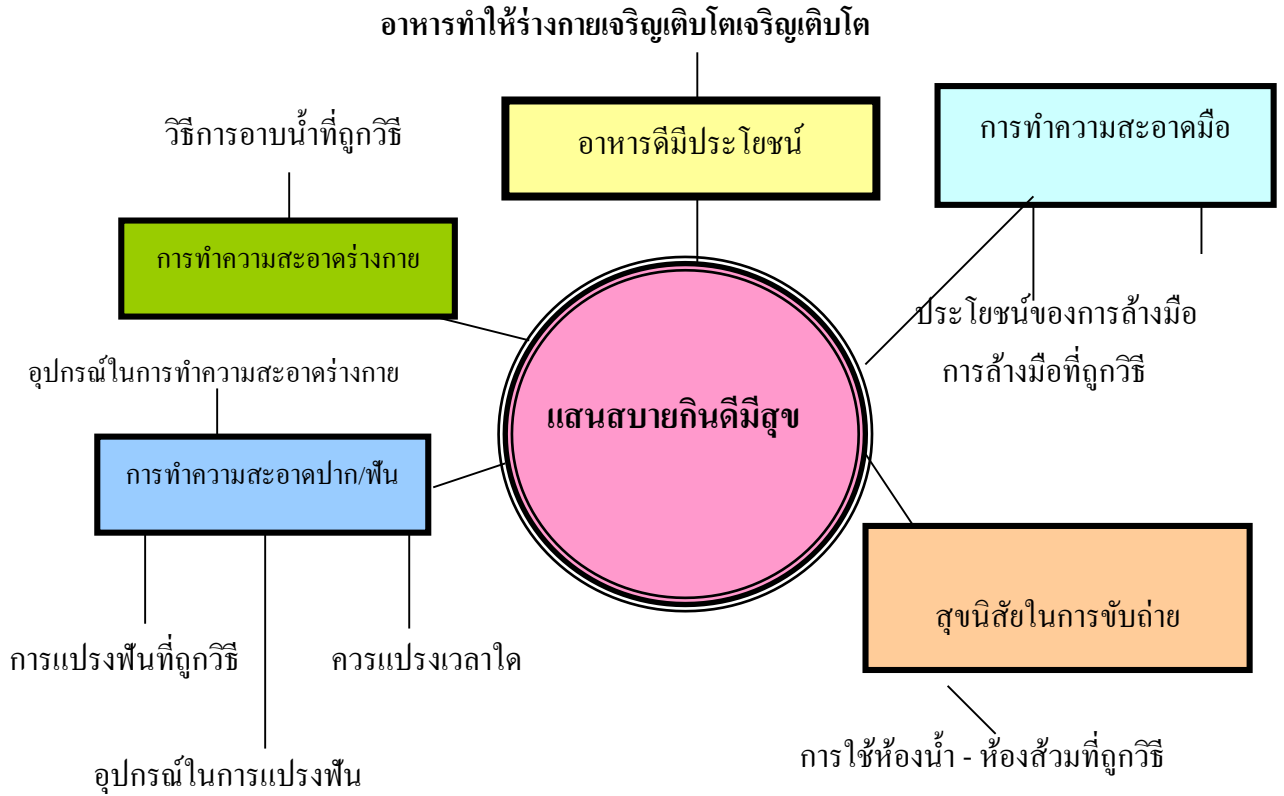 อาหารทำให้ร่างกายเจริญเติบโตเจริญเติบโต
วิธีการอาบน้ำที่ถูกวิธี
อาหารดีมีประโยชน์
การทำความสะอาดมือ
การทำความสะอาดร่างกาย
ประโยชน์ของการล้างมือ
การล้างมือที่ถูกวิธี
อุปกรณ์ในการทำความสะอาดร่างกาย
แสนสบายกินดีมีสุข
การทำความสะอาดปาก/ฟัน
สุขนิสัยในการขับถ่าย
การแปรงฟันที่ถูกวิธี
ควรแปรงเวลาใด
การใช้ห้องน้ำ - ห้องส้วมที่ถูกวิธี
อุปกรณ์ในการแปรงฟัน